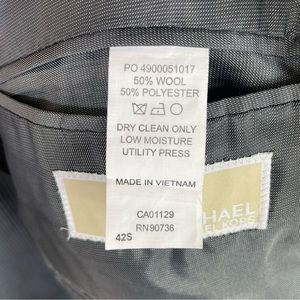 PO 4900051017
50% WOOL
50% POLYESTER
DRY CLEAN ONLY
LOW MOISTURE
UTILITY PRESS
MADE IN VIETNAM
CA01129
RN90736
42S
HAEL
KORS